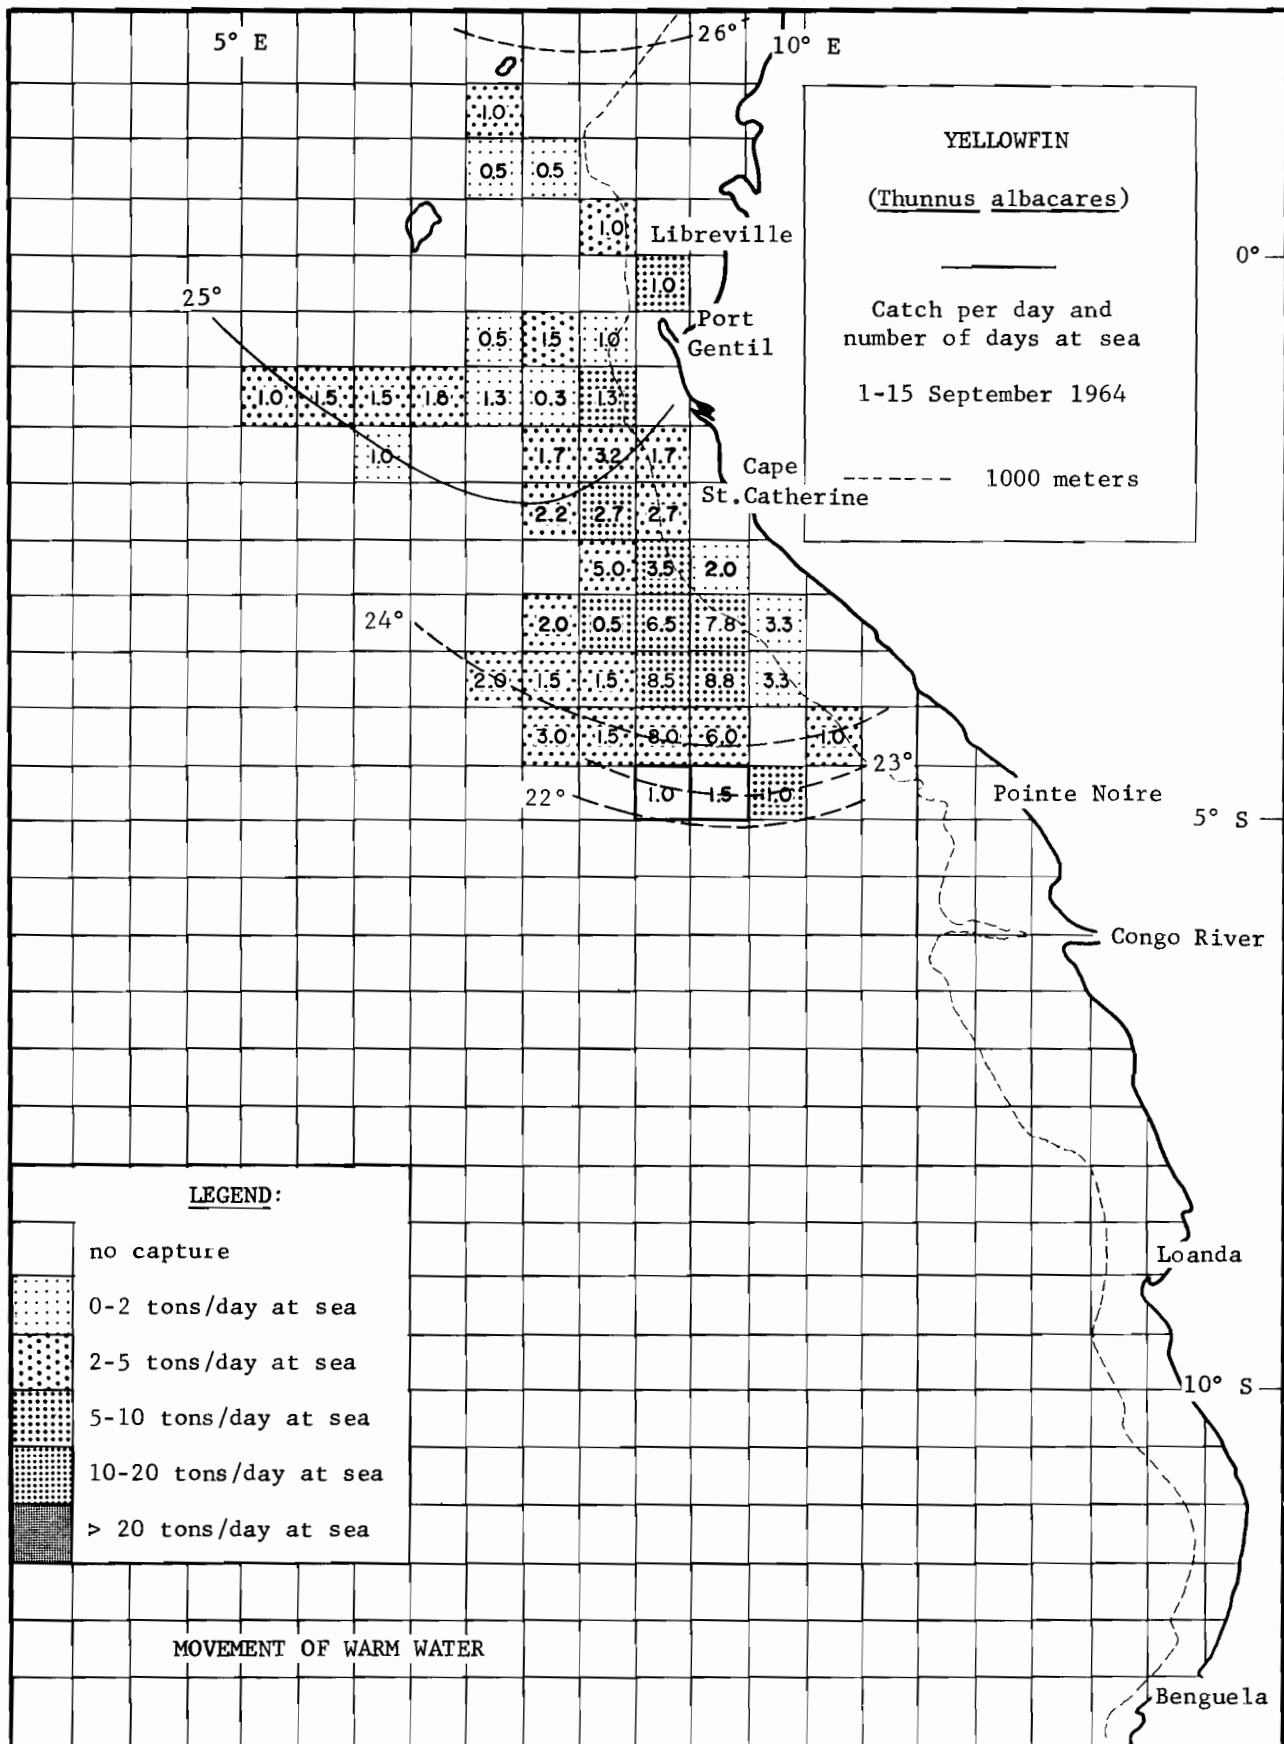 5° E
26°
10° E
YELLOWFIN
(Thunnus albacares)
Catch per day and
number of days at sea
1-15 September 1964
------- 1000 meters
1.0
0.5 0.5
1.0
Libreville
0°
1.0
25°
Port
Gentil
0.5 1.5 1.0
1.0 1.5 1.5 1.8 1.3 0.3 1.3
1.0 1.7 3.2 1.7
Cape
St.Catherine
2.2 2.7 2.7
5.0 3.5 2.0
24°
2.0 0.5 6.5 7.8 3.3
2.0 1.5 1.5 8.5 8.8 3.3
3.0 1.5 8.0 6.0 1.0
23°
22°
1.0 1.5 1.0
Pointe Noire
5° S
Congo River
LEGEND:
no capture
0-2 tons/day at sea
2-5 tons/day at sea
5-10 tons/day at sea
10-20 tons/day at sea
> 20 tons/day at sea
Loanda
10° S
MOVEMENT OF WARM WATER
Benguela